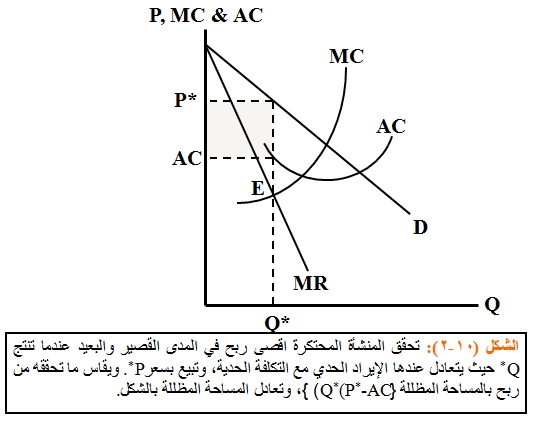 P, MC & AC
MC
P*
AC
AC
E
D
MR
Q
Q*
الشكل (١٠-٢): تحقق المنشأة المحتكرة اقصى ربح في المدى القصير والبعيد عندما تنتج
Q* حيث يتعادل عندها الإيراد الحدي مع التكلفة الحدية، وتبيع بسعرP*. ويقاس ما تحققه من
ربح بالمساحة المظللة {Q*(P*-AC) }، وتعادل المساحة المظللة بالشكل.